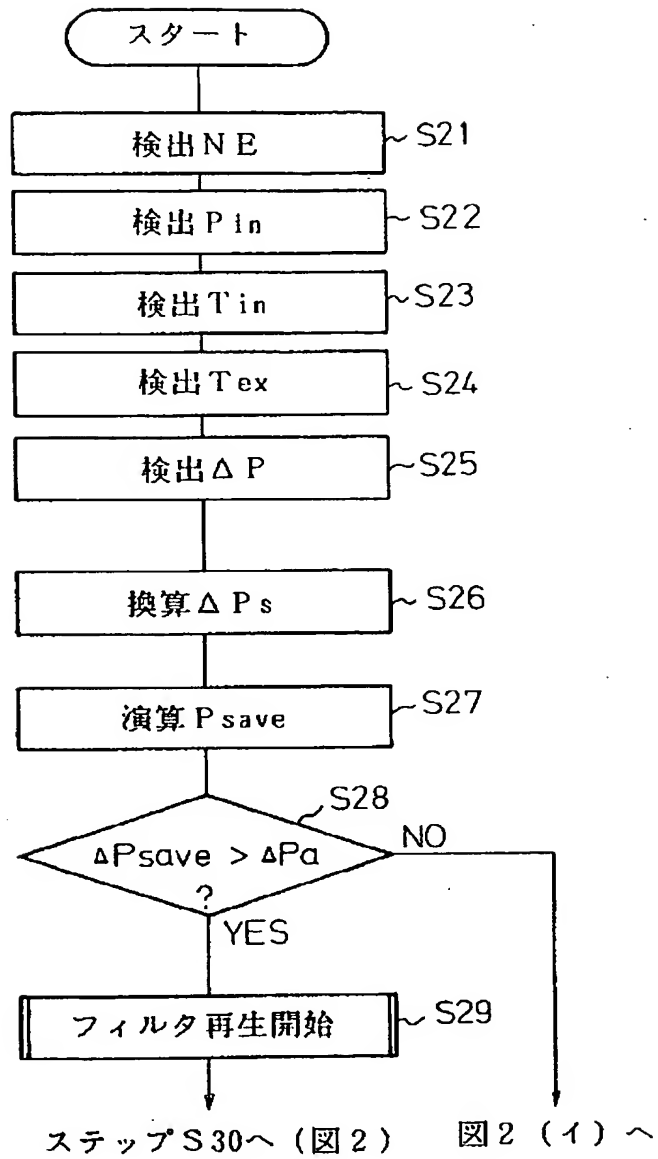 スタート
検出NE
S21
検出Pin
S22
検出Tin
S23
検出Tex
S24
検出ΔP
S25
換算ΔPs
S26
演算Psave
S27
S28
ΔPsave > ΔPa
?
NO
YES
フィルタ再生開始
S29
ステップS30へ (図2)
図2 (イ) へ